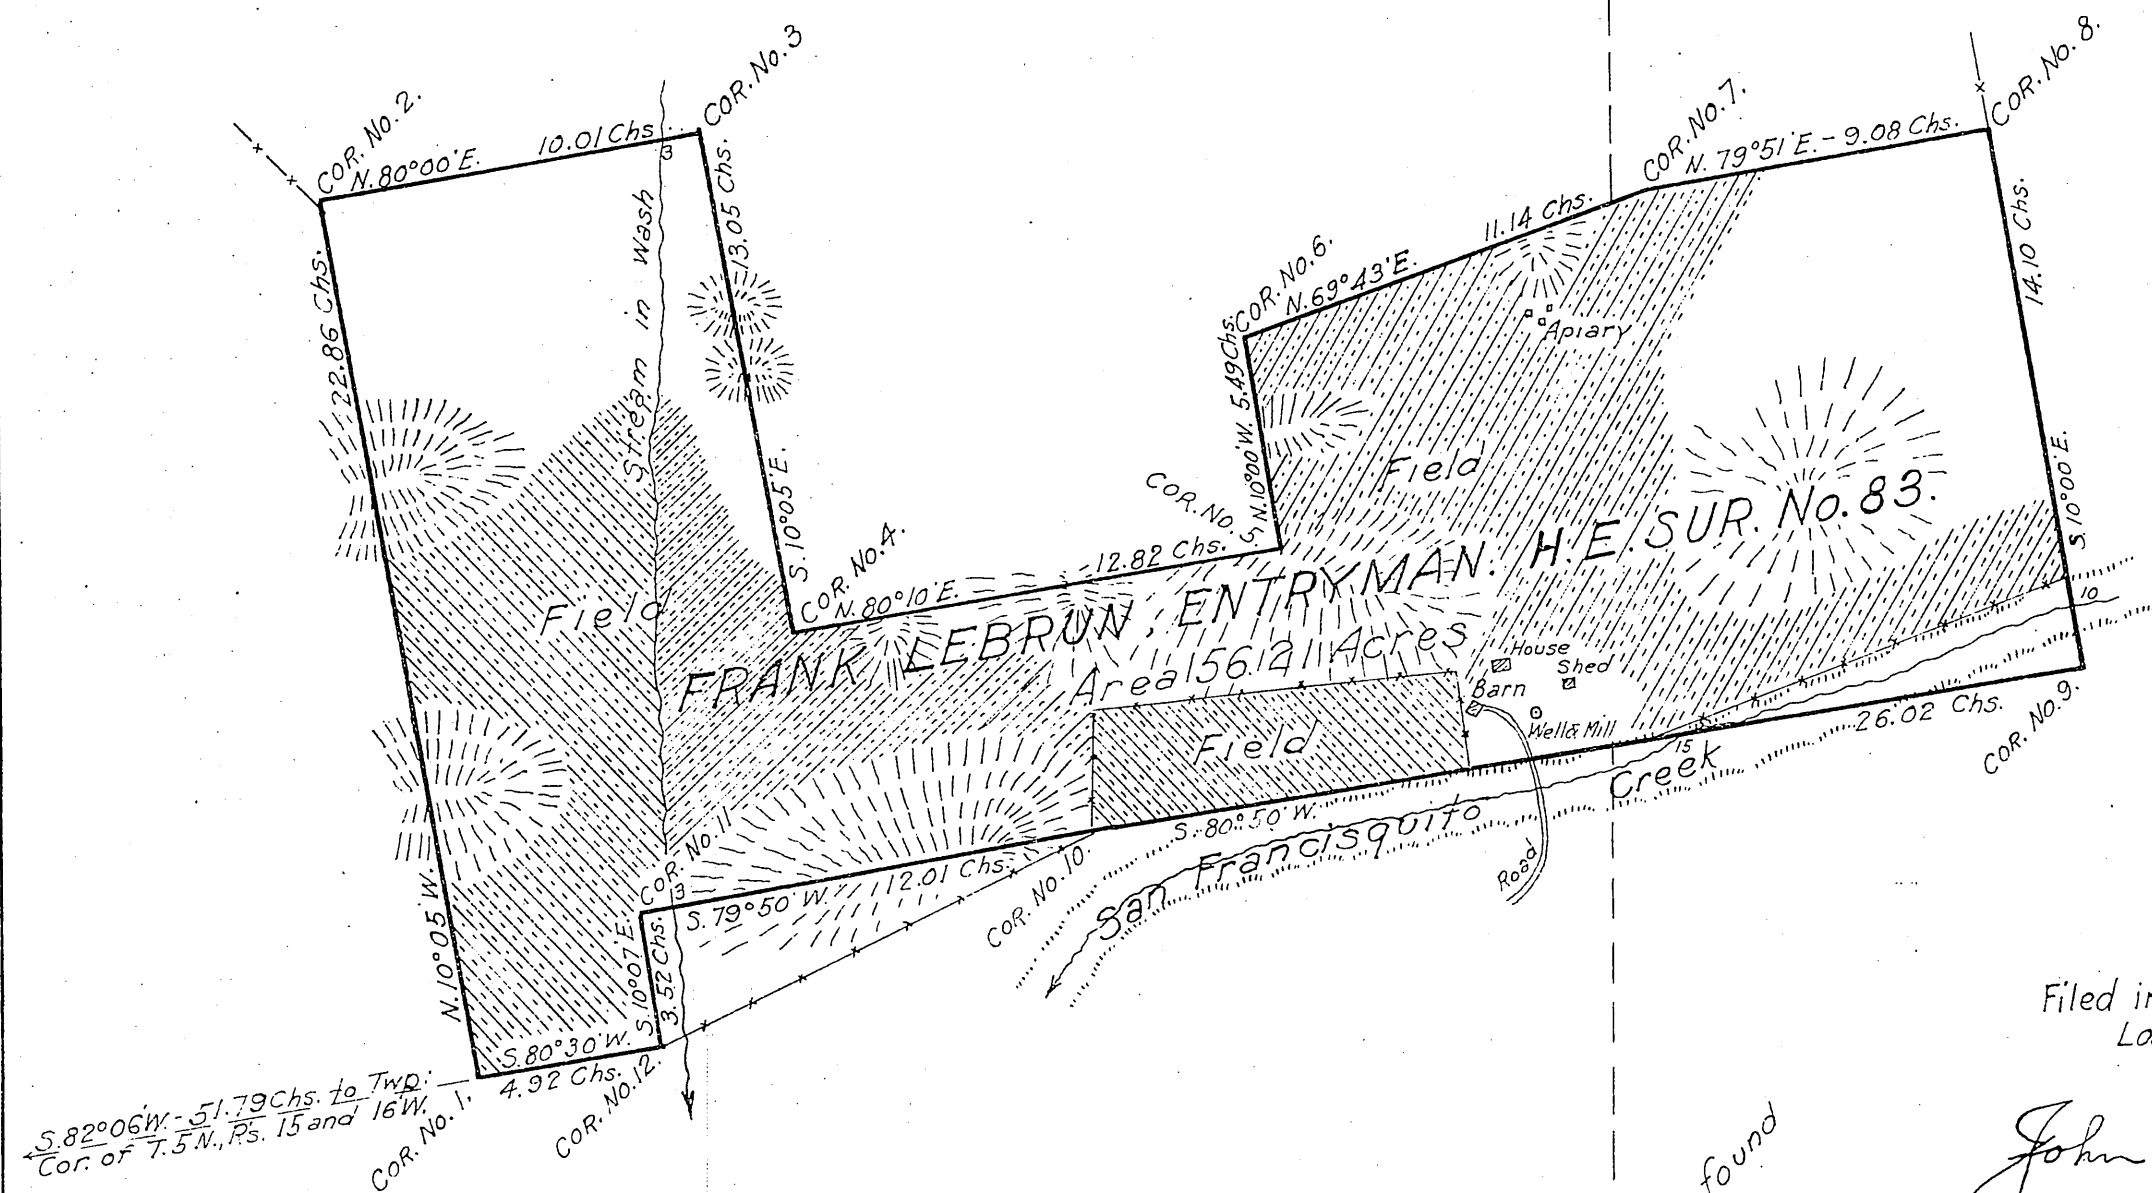 COR. No. 2.
N. 80°00' E.
10.01 Chs.
COR. No. 3
3
13.05 Chs.
S. 10°05' E.
COR. No. 4.
N. 80°10' E.
12.82 Chs.
COR. No. 5.
N. 10°00' W. 5.49 Chs.
COR. No. 6.
N. 69°43' E.
11.14 Chs.
COR. No. 7.
N. 79°51' E. - 9.08 Chs.
COR. No. 8.
14.10 Chs.
S. 10°00' E.
22.86 Chs.
N. 10°05' W.
Stream in Wash
Apiary
Field
Field
FRANK LEBRUN, ENTRYMAN. H.E. SUR. No. 83.
Area 156.1211 Acres
House
Shed
Barn
Well & Mill
Field
10
15
26.02 Chs.
COR. No. 9.
S. 80°50' W.
San Francisquito Creek
Road
COR. No. 10.
COR. No. 11
13
S. 79°50' W.
12.01 Chs.
S. 10°07' E.
3.52 Chs.
S. 80°30' W.
4.92 Chs.
COR. No. 12.
COR. No. 1.
S. 82°06' W. - 51.79 Chs. to Twp.
Cor. of T. 5 N., Rs. 15 and 16 W.
Filed in
found
John